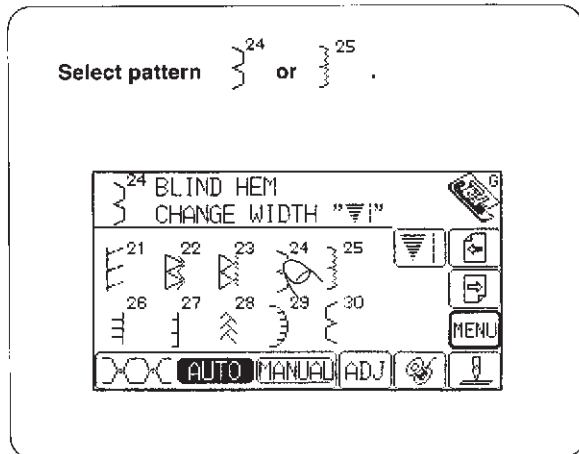 Select pattern 24 or 25 .
24 BLIND HEM G
CHANGE WIDTH " "
21 22 23 24 25
26 27 28 29 30
MENU
AUTO MANUAL ADJ